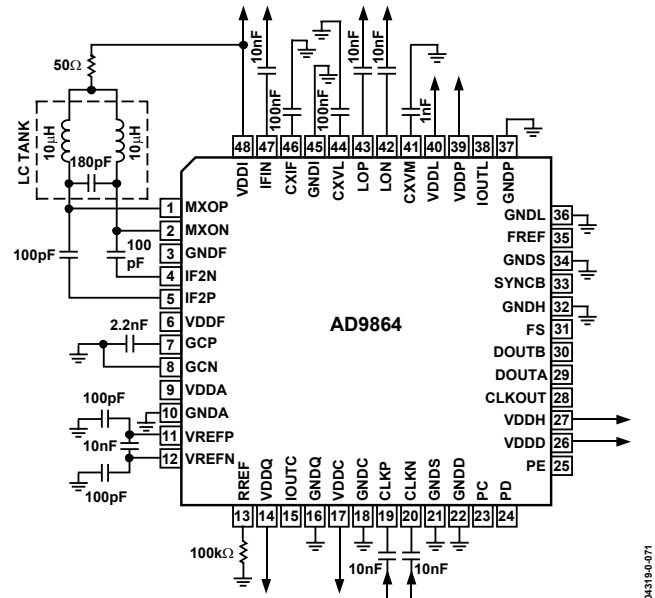 50Ω
LC TANK
10μH
10μH
180pF
100pF
100
pF
10nF
100nF
100nF
10nF
10nF
1nF
48
47
46
45
44
43
42
41
40
39
38
37
VDDI
IFIN
CXIF
GNDI
CXVL
LOP
LON
CXVM
VDDL
VDDP
IOUTL
GNDP
1 MXOP
2 MXON
3 GNDF
4 IF2N
5 IF2P
6 VDDF
7 GCP
8 GCN
9 VDDA
10 GNDA
11 VREFP
12 VREFN
2.2nF
100pF
10nF
100pF
AD9864
GNDL 36
FREF 35
GNDS 34
SYNCB 33
GNDH 32
FS 31
DOUTB 30
DOUTA 29
CLKOUT 28
VDDH 27
VDDD 26
PE 25
RREF
VDDQ
IOUTC
GNDQ
VDDC
GNDC
CLKP
CLKN
GNDS
GNDD
PC
PD
13
14
15
16
17
18
19
20
21
22
23
24
100kΩ
10nF
10nF
04319-0-071